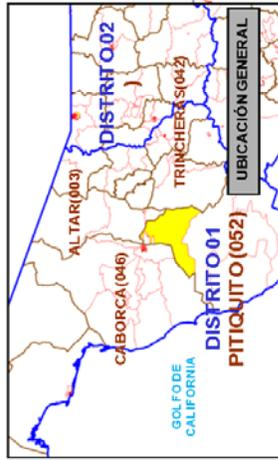 DISTRITO 02
)
ALTAR(003)
TRINCHERAS(042)
CABORCA(046)
DISTRITO 01
PITIQUITO(052)
GOLFO DE
CALIFORNIA
UBICACIÓN GENERAL